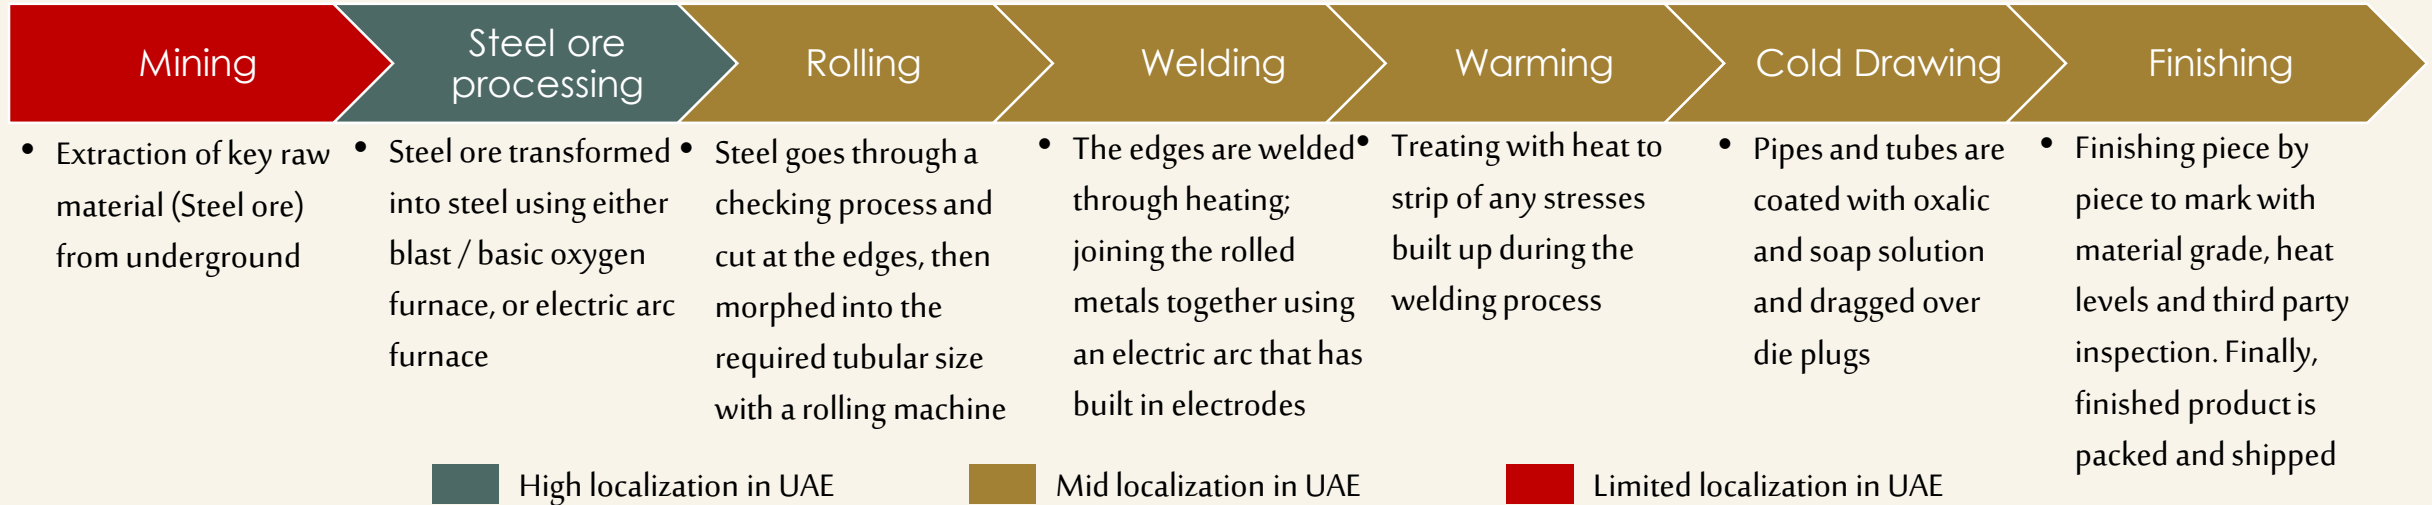 Mining
Steel ore
processing
Rolling
Welding
Warming
Cold Drawing
Finishing
• Extraction of key raw
material (Steel ore)
from underground
• Steel ore transformed
into steel using either
blast / basic oxygen
furnace, or electric arc
furnace
• Steel goes through a
checking process and
cut at the edges, then
morphed into the
required tubular size
with a rolling machine
• The edges are welded
through heating;
joining the rolled
metals together using
an electric arc that has
built in electrodes
• Treating with heat to
strip of any stresses
built up during the
welding process
• Pipes and tubes are
coated with oxalic
and soap solution
and dragged over
die plugs
• Finishing piece by
piece to mark with
material grade, heat
levels and third party
inspection. Finally,
finished product is
packed and shipped
High localization in UAE
Mid localization in UAE
Limited localization in UAE